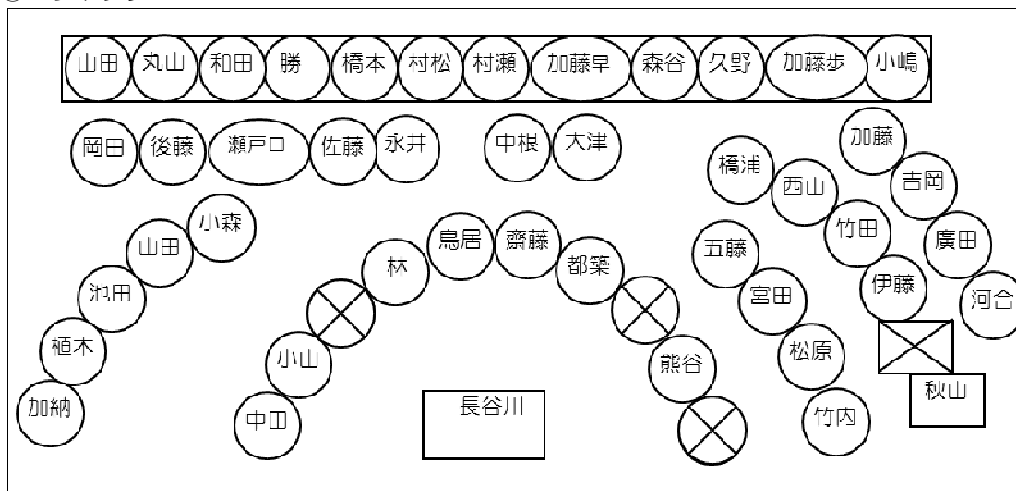 山田 丸山 和田 勝 橋本 村松 村瀬 加藤早 森谷 久野 加藤歩 小嶋
岡田 後藤 瀬戸口 佐藤 永井 中根 大津
加藤
橋浦 西山 吉岡
小森 山田 竹田 廣田
林 鳥居 齋藤 都築 五藤
池田 宮田 伊藤 河合
植木 小山 熊谷 松原
加納 中田 長谷川 竹内 秋山